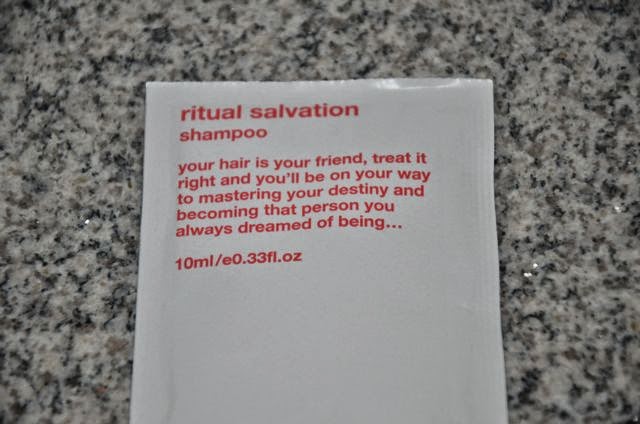 ritual salvation
shampoo
your hair is your friend, treat it
right and you'll be on your way
to mastering your destiny and
becoming that person you
always dreamed of being...
10ml/e0.33fl.oz